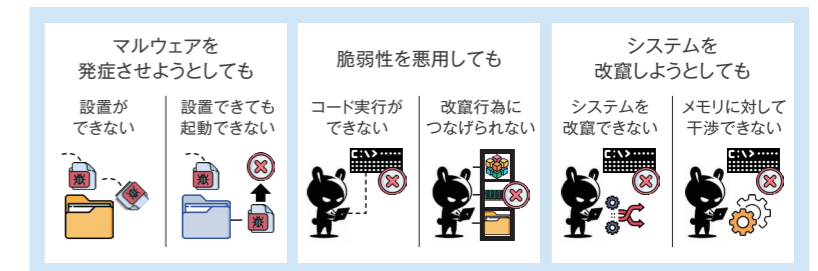 マルウェアを
発症させようとしても
設置が
できない
設置できても
起動できない
脆弱性を悪用しても
コード実行が
できない
C:\>---
改竄行為に
つなげられない
システムを
改竄しようとしても
システムを
改竄できない
C:\>---
メモリに対して
干渉できない
C:\>---